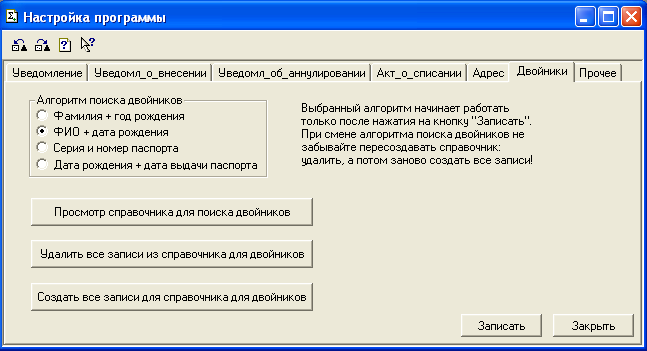 Настройка программы
Уведомление Уведомл_о_внесении Уведомл_об_аннулировании Акт_о_списании Адрес Двойники Прочее
Алгоритм поиска двойников
Фамилия + год рождения
ФИО + дата рождения
Серия и номер паспорта
Дата рождения + дата выдачи паспорта
Выбранный алгоритм начинает работать
только после нажатия на кнопку "Записать".
При смене алгоритма поиска двойников не
забывайте пересоздавать справочник:
удалить, а потом заново создать все записи!
Просмотр справочника для поиска двойников
Удалить все записи из справочника для двойников
Создать все записи для справочника для двойников
Записать Закрыть